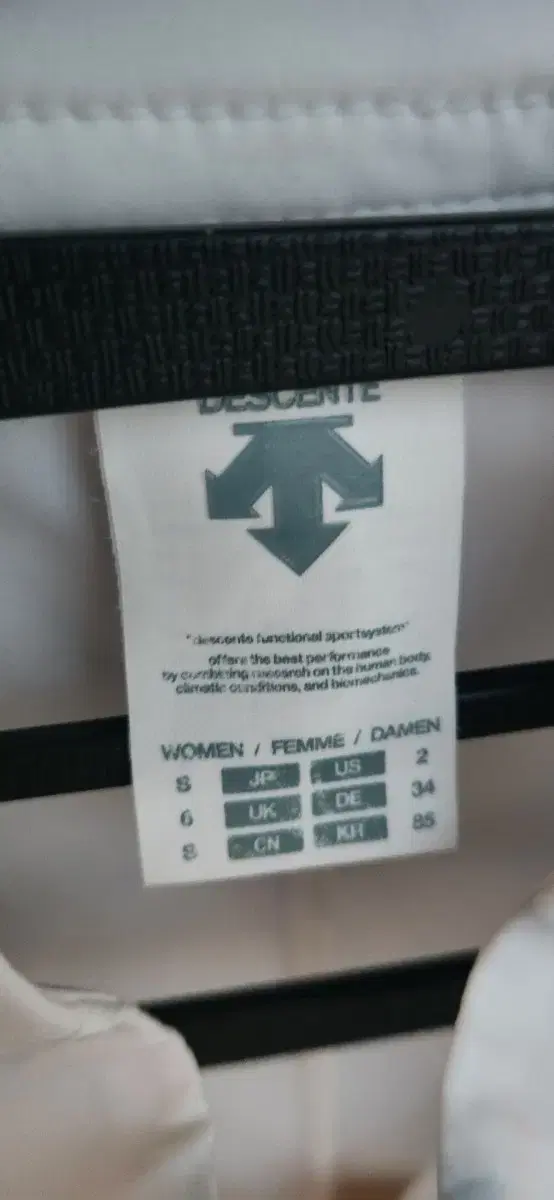 DESCENTE
"descente functional sportsystem"
offers the best performance
by combining research on the human body,
climatic conditions, and biomechanics.
WOMEN / FEMME / DAMEN
S JP US 2
6 UK DE 34
S CN KR 85